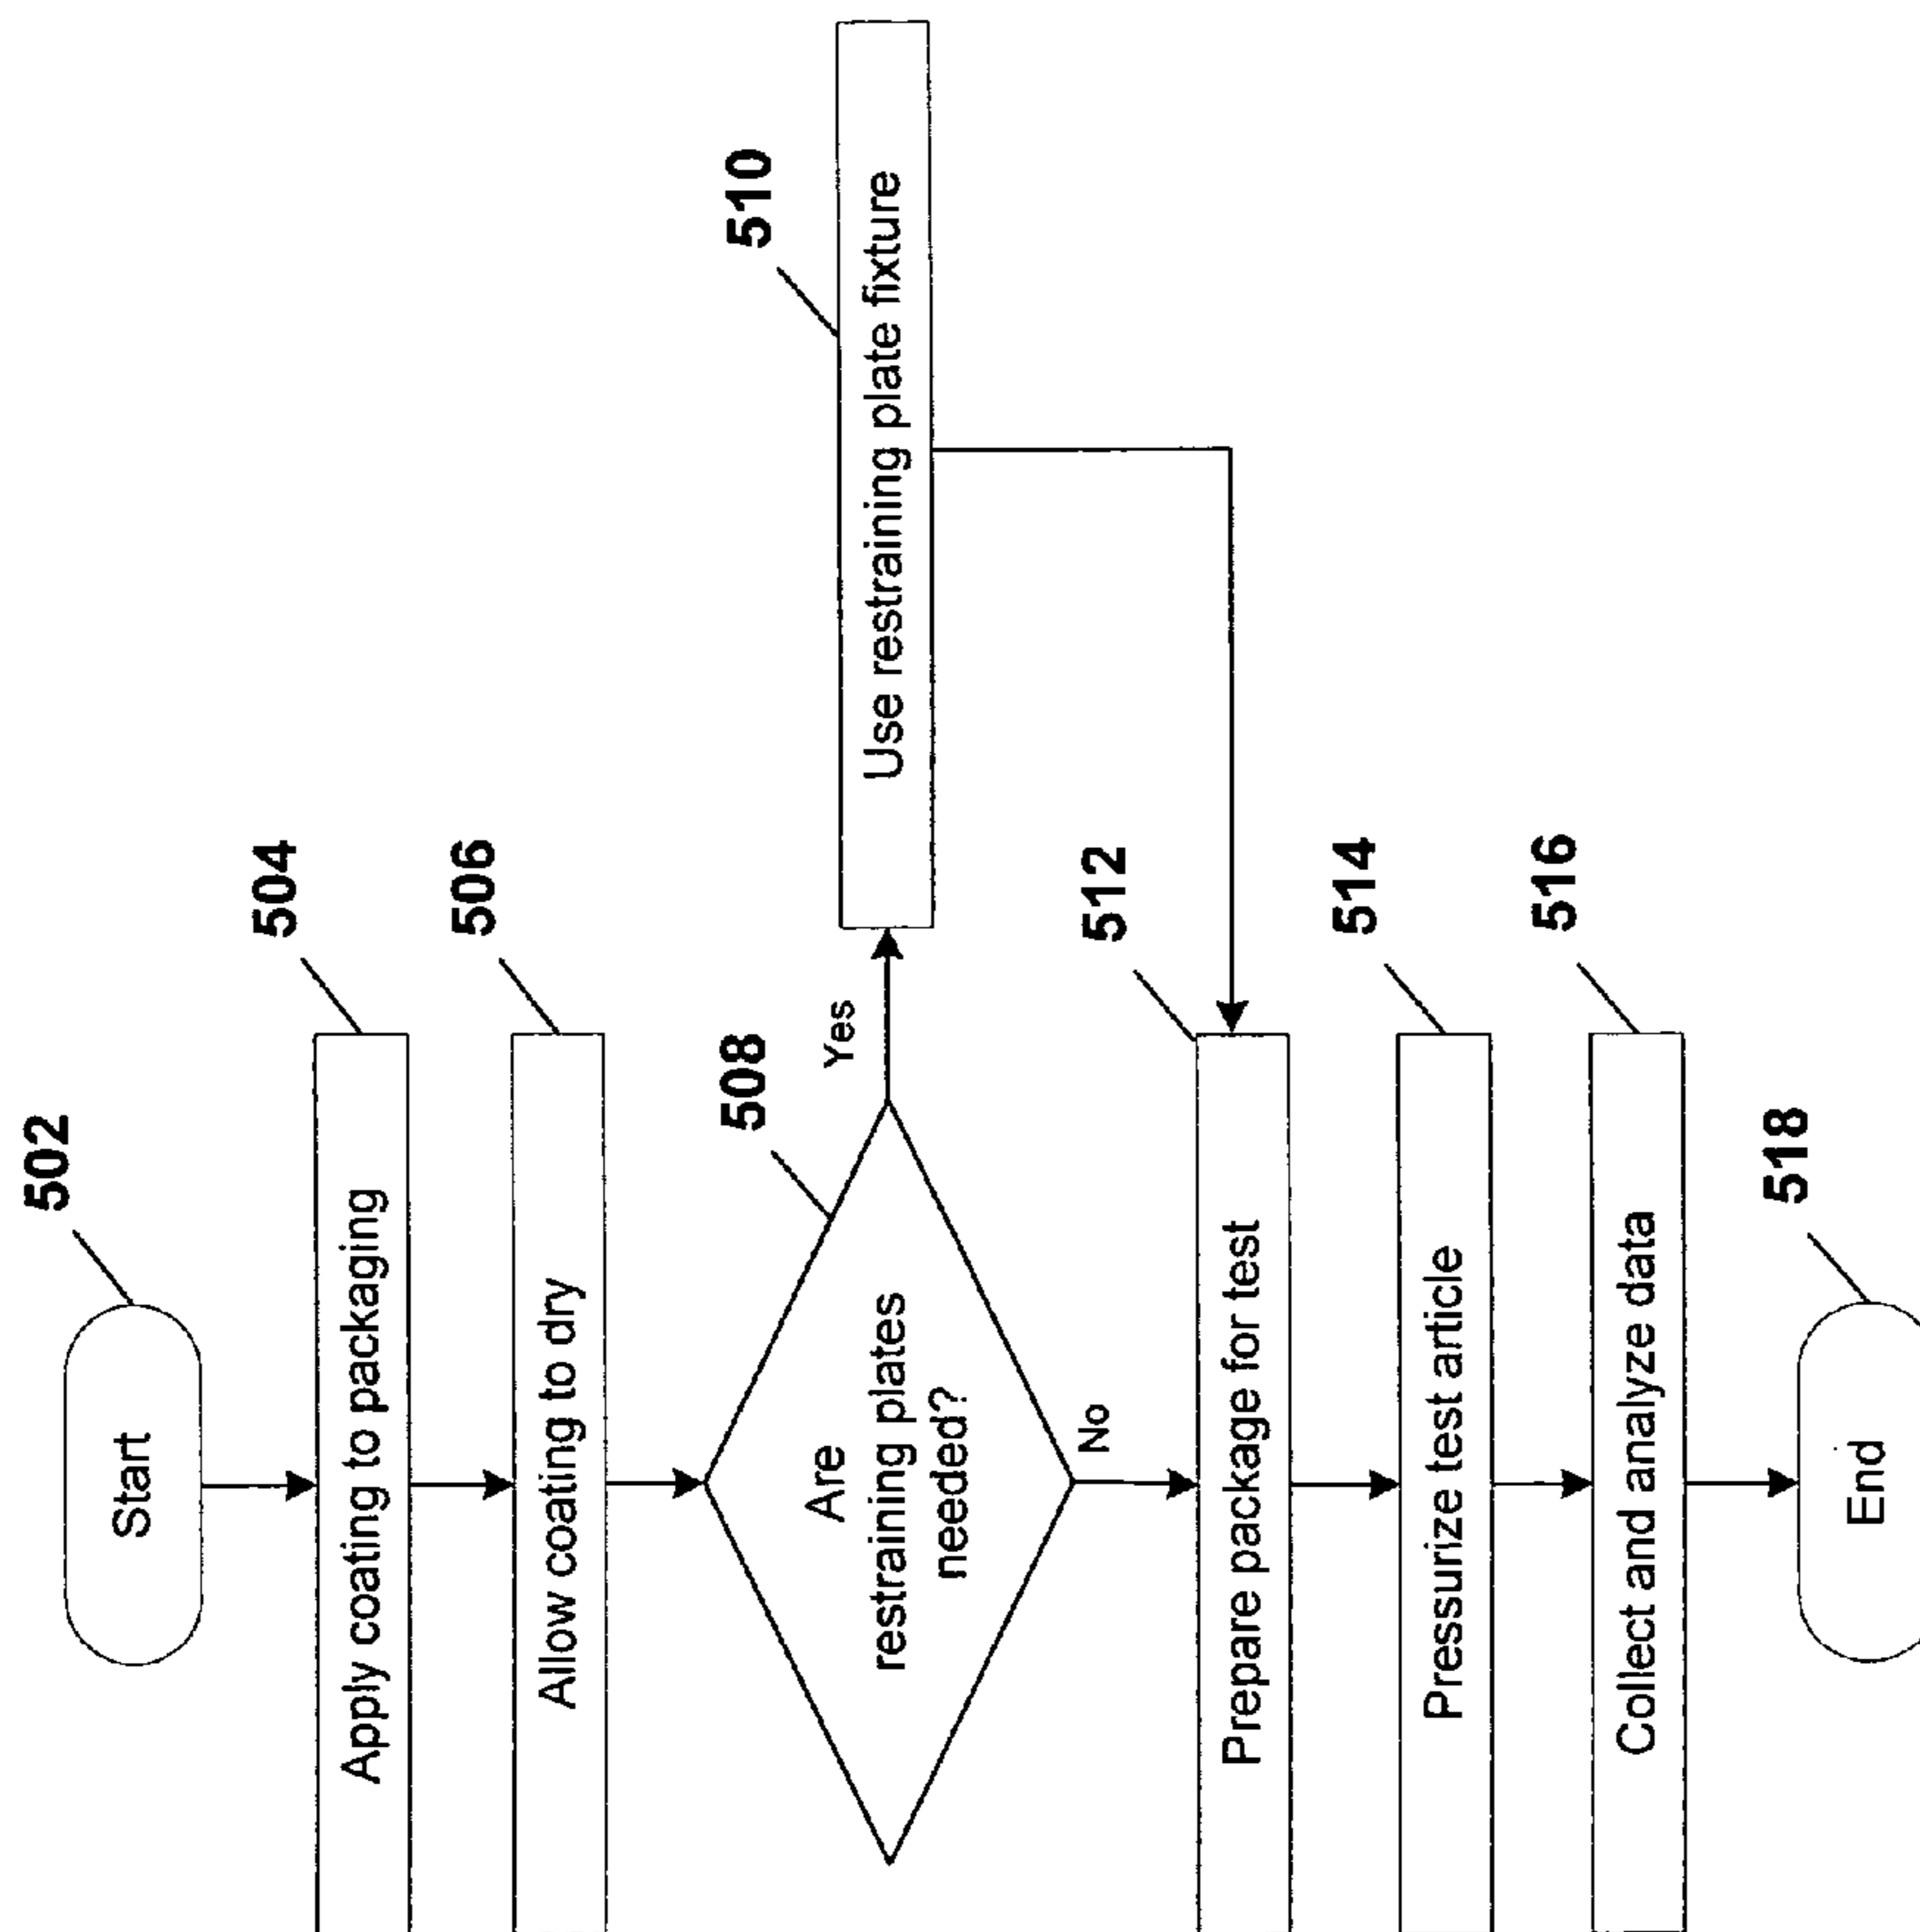 502
Start
504
Apply coating to packaging
506
Allow coating to dry
508
Are
restraining plates
needed?
Yes
510
Use restraining plate fixture
No
512
Prepare package for test
514
Pressurize test article
516
Collect and analyze data
518
End